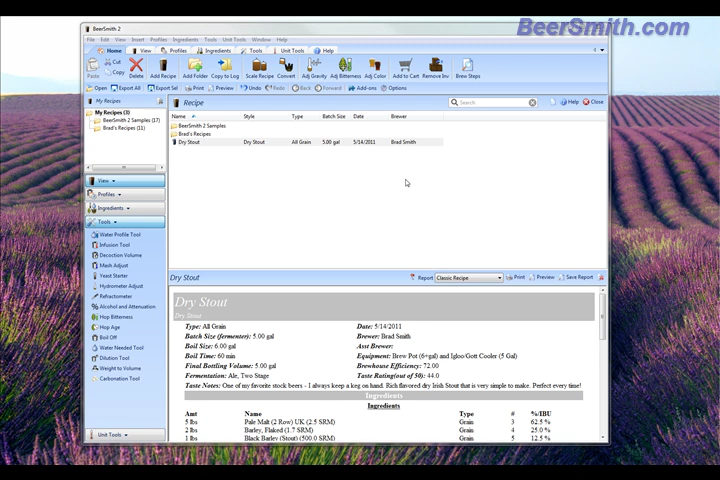 BeerSmith.com
BeerSmith 2
File Edit View Insert Profiles Ingredients Tools Unit Tools Window Help
Home View Profiles Ingredients Tools Unit Tools Help
Paste Cut Copy Delete Add Recipe Add Folder Copy to Log Scale Recipe Convert Adj Gravity Adj Bitterness Adj Color Add to Cart Remove Inv Brew Steps
Open Export All Export Sel Print Preview Undo Redo Back Forward Add-ons Options
My Recipes
My Recipes (3)
BeerSmith 2 Samples (17)
Brad's Recipes (11)
Recipe Search Help Close
Name Style Type Batch Size Date Brewer
BeerSmith 2 Samples
Brad's Recipes
Dry Stout Dry Stout All Grain 5.00 gal 5/14/2011 Brad Smith
View
Profiles
Ingredients
Tools
Water Profile Tool
Infusion Tool
Decoction Volume
Mash Adjust
Yeast Starter
Hydrometer Adjust
Refractometer
Alcohol and Attenuation
Hop Bitterness
Hop Age
Boil Off
Water Needed Tool
Dilution Tool
Weight to Volume
Carbonation Tool
Unit Tools
Dry Stout Report Classic Recipe Print Preview Save Report
Dry Stout
Dry Stout
Type: All Grain Date: 5/14/2011
Batch Size (fermenter): 5.00 gal Brewer: Brad Smith
Boil Size: 6.00 gal Asst Brewer:
Boil Time: 60 min Equipment: Brew Pot (6+gal) and Igloo/Gott Cooler (5 Gal)
Final Bottling Volume: 5.00 gal Brewhouse Efficiency: 72.00
Fermentation: Ale, Two Stage Taste Rating(out of 50): 44.0
Taste Notes: One of my favorite stock beers - I always keep a keg on hand. Rich flavored dry Irish Stout that is very simple to make. Perfect every time!
Ingredients
Ingredients
Amt Name Type # %/IBU
5 lbs Pale Malt (2 Row) UK (2.5 SRM) Grain 3 62.5 %
2 lbs Barley, Flaked (1.7 SRM) Grain 4 25.0 %
1 lbs Black Barley (Stout) (500.0 SRM) Grain 5 12.5 %